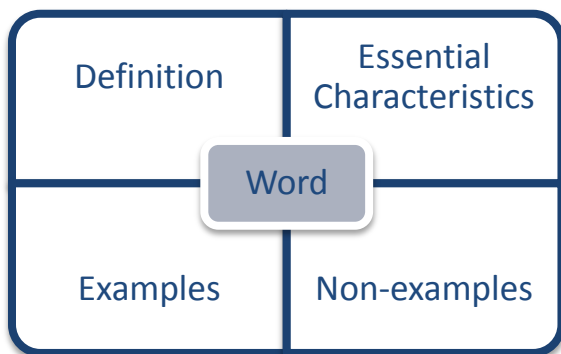 Definition
Essential
Characteristics
Word
Examples
Non-examples